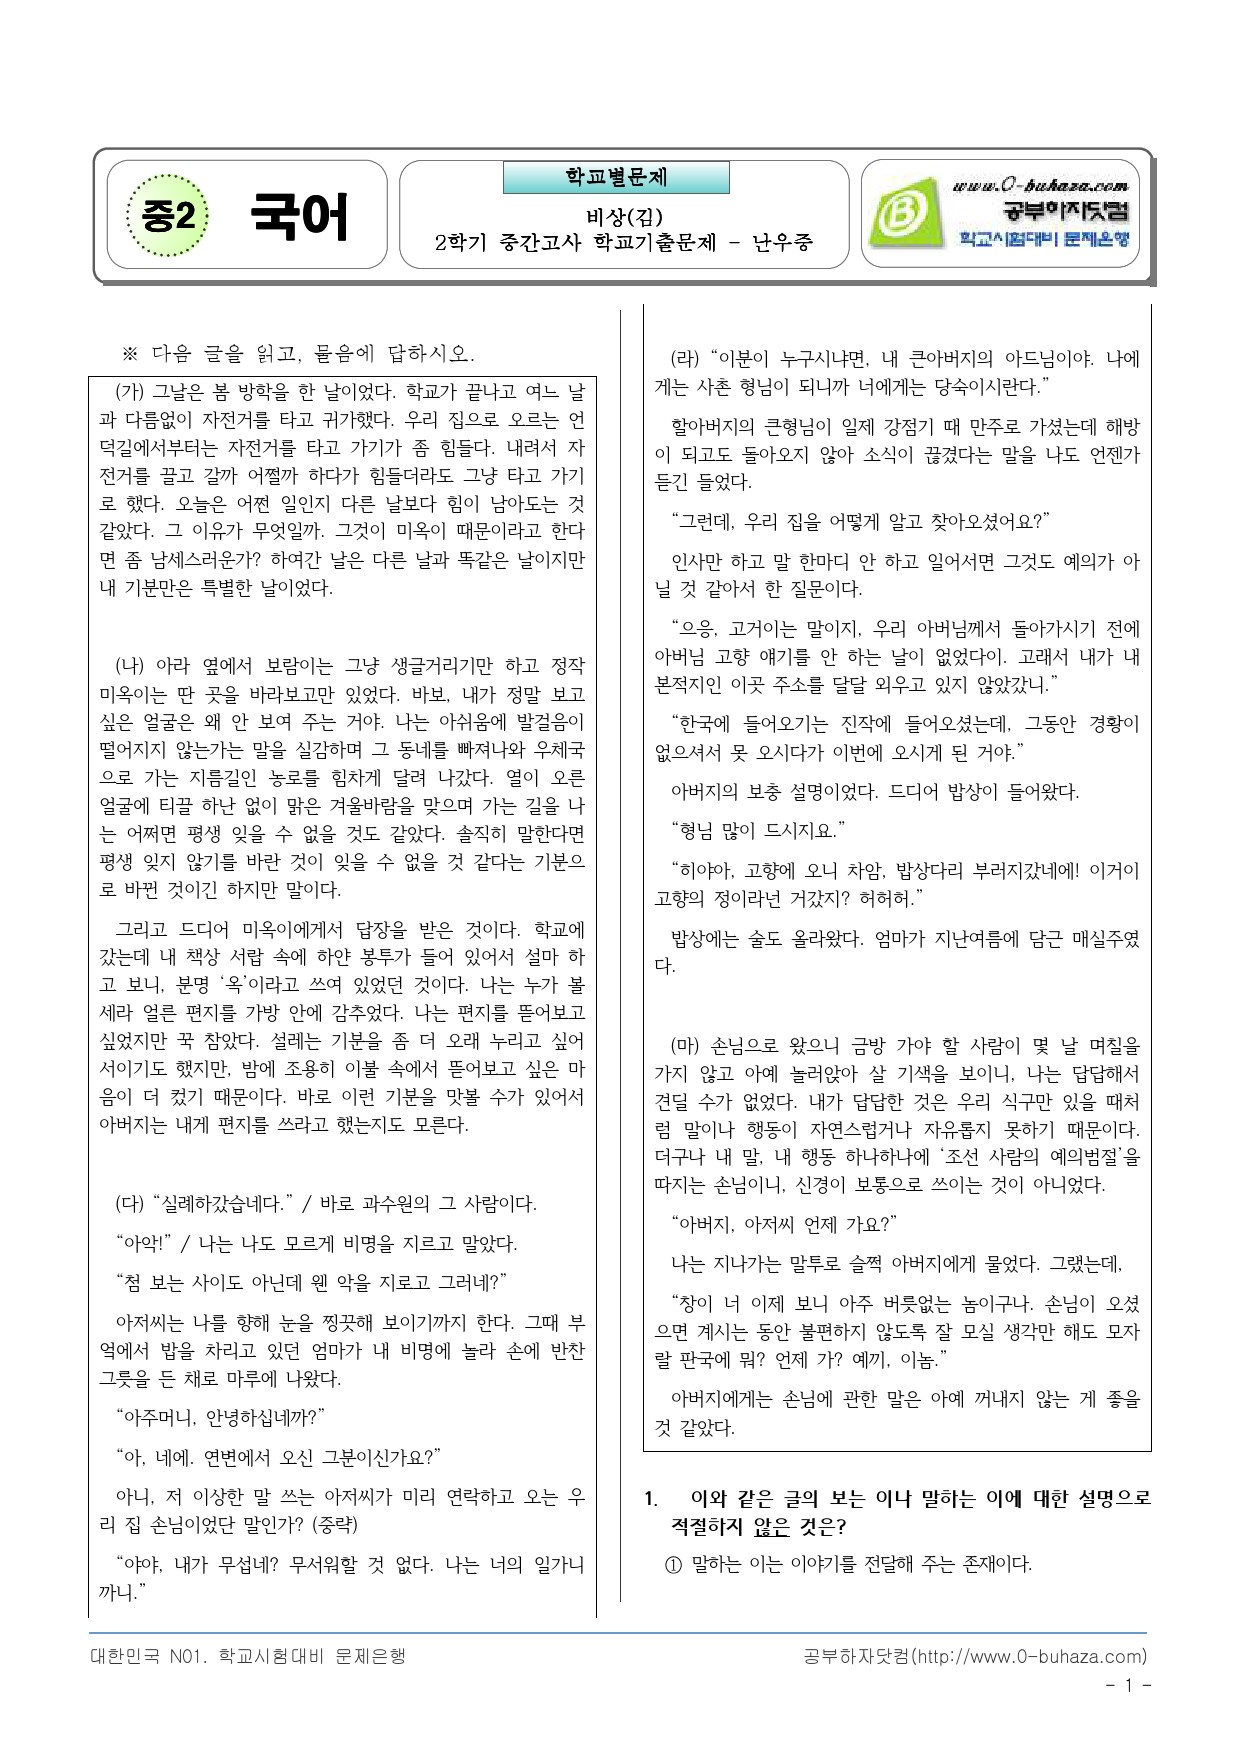 중2
국어
학교별문제
비상(김)
2학기 중간고사 학교기출문제 - 난우중
www.0-buhaza.com
공부하자닷컴
학교시험대비 문제은행
※ 다음 글을 읽고, 물음에 답하시오.
(가) 그날은 봄 방학을 한 날이었다. 학교가 끝나고 여느 날
과 다름없이 자전거를 타고 귀가했다. 우리 집으로 오르는 언
덕길에서부터는 자전거를 타고 가기가 좀 힘들다. 내려서 자
전거를 끌고 갈까 어쩔까 하다가 힘들더라도 그냥 타고 가기
로 했다. 오늘은 어쩐 일인지 다른 날보다 힘이 남아도는 것
같았다. 그 이유가 무엇일까. 그것이 미옥이 때문이라고 한다
면 좀 남세스러운가? 하여간 날은 다른 날과 똑같은 날이지만
내 기분만은 특별한 날이었다.
(나) 아라 옆에서 보람이는 그냥 생글거리기만 하고 정작
미옥이는 딴 곳을 바라보고만 있었다. 바보, 내가 정말 보고
싶은 얼굴은 왜 안 보여 주는 거야. 나는 아쉬움에 발걸음이
떨어지지 않는가는 말을 실감하며 그 동네를 빠져나와 우체국
으로 가는 지름길인 농로를 힘차게 달려 나갔다. 열이 오른
얼굴에 티끌 하난 없이 맑은 겨울바람을 맞으며 가는 길을 나
는 어쩌면 평생 잊을 수 없을 것도 같았다. 솔직히 말한다면
평생 잊지 않기를 바란 것이 잊을 수 없을 것 같다는 기분으
로 바뀐 것이긴 하지만 말이다.
그리고 드디어 미옥이에게서 답장을 받은 것이다. 학교에
갔는데 내 책상 서랍 속에 하얀 봉투가 들어 있어서 설마 하
고 보니, 분명 ‘옥’이라고 쓰여 있었던 것이다. 나는 누가 볼
세라 얼른 편지를 가방 안에 감추었다. 나는 편지를 뜯어보고
싶었지만 꾹 참았다. 설레는 기분을 좀 더 오래 누리고 싶어
서이기도 했지만, 밤에 조용히 이불 속에서 뜯어보고 싶은 마
음이 더 컸기 때문이다. 바로 이런 기분을 맛볼 수가 있어서
아버지는 내게 편지를 쓰라고 했는지도 모른다.
(다) “실례하갔습네다.” / 바로 과수원의 그 사람이다.
“아악!” / 나는 나도 모르게 비명을 지르고 말았다.
“첨 보는 사이도 아닌데 웬 악을 지로고 그러네?”
아저씨는 나를 향해 눈을 찡끗해 보이기까지 한다. 그때 부
엌에서 밥을 차리고 있던 엄마가 내 비명에 놀라 손에 반찬
그릇을 든 채로 마루에 나왔다.
“아주머니, 안녕하십네까?”
“아, 네에. 연변에서 오신 그분이신가요?”
아니, 저 이상한 말 쓰는 아저씨가 미리 연락하고 오는 우
리 집 손님이었단 말인가? (중략)
“야야, 내가 무섭네? 무서워할 것 없다. 나는 너의 일가니
까니.”
(라) “이분이 누구시냐면, 내 큰아버지의 아드님이야. 나에
게는 사촌 형님이 되니까 너에게는 당숙이시란다.”
할아버지의 큰형님이 일제 강점기 때 만주로 가셨는데 해방
이 되고도 돌아오지 않아 소식이 끊겼다는 말을 나도 언젠가
듣긴 들었다.
“그런데, 우리 집을 어떻게 알고 찾아오셨어요?”
인사만 하고 말 한마디 안 하고 일어서면 그것도 예의가 아
닐 것 같아서 한 질문이다.
“으응, 고거이는 말이지, 우리 아버님께서 돌아가시기 전에
아버님 고향 얘기를 안 하는 날이 없었다이. 고래서 내가 내
본적지인 이곳 주소를 달달 외우고 있지 않았갔니.”
“한국에 들어오기는 진작에 들어오셨는데, 그동안 경황이
없으셔서 못 오시다가 이번에 오시게 된 거야.”
아버지의 보충 설명이었다. 드디어 밥상이 들어왔다.
“형님 많이 드시지요.”
“히야아, 고향에 오니 차암, 밥상다리 부러지갔네에! 이거이
고향의 정이라넌 거갔지? 허허허.”
밥상에는 술도 올라왔다. 엄마가 지난여름에 담근 매실주였
다.
(마) 손님으로 왔으니 금방 가야 할 사람이 몇 날 며칠을
가지 않고 아예 눌러앉아 살 기색을 보이니, 나는 답답해서
견딜 수가 없었다. 내가 답답한 것은 우리 식구만 있을 때처
럼 말이나 행동이 자연스럽거나 자유롭지 못하기 때문이다.
더구나 내 말, 내 행동 하나하나에 ‘조선 사람의 예의범절’을
따지는 손님이니, 신경이 보통으로 쓰이는 것이 아니었다.
“아버지, 아저씨 언제 가요?”
나는 지나가는 말투로 슬쩍 아버지에게 물었다. 그랬는데,
“창이 너 이제 보니 아주 버릇없는 놈이구나. 손님이 오셨
으면 계시는 동안 불편하지 않도록 잘 모실 생각만 해도 모자
랄 판국에 뭐? 언제 가? 예끼, 이놈.”
아버지에게는 손님에 관한 말은 아예 꺼내지 않는 게 좋을
것 같았다.
1. 이와 같은 글의 보는 이나 말하는 이에 대한 설명으로
적절하지 않은 것은?
① 말하는 이는 이야기를 전달해 주는 존재이다.
대한민국 N01. 학교시험대비 문제은행
공부하자닷컴(http://www.0-buhaza.com)
- 1 -